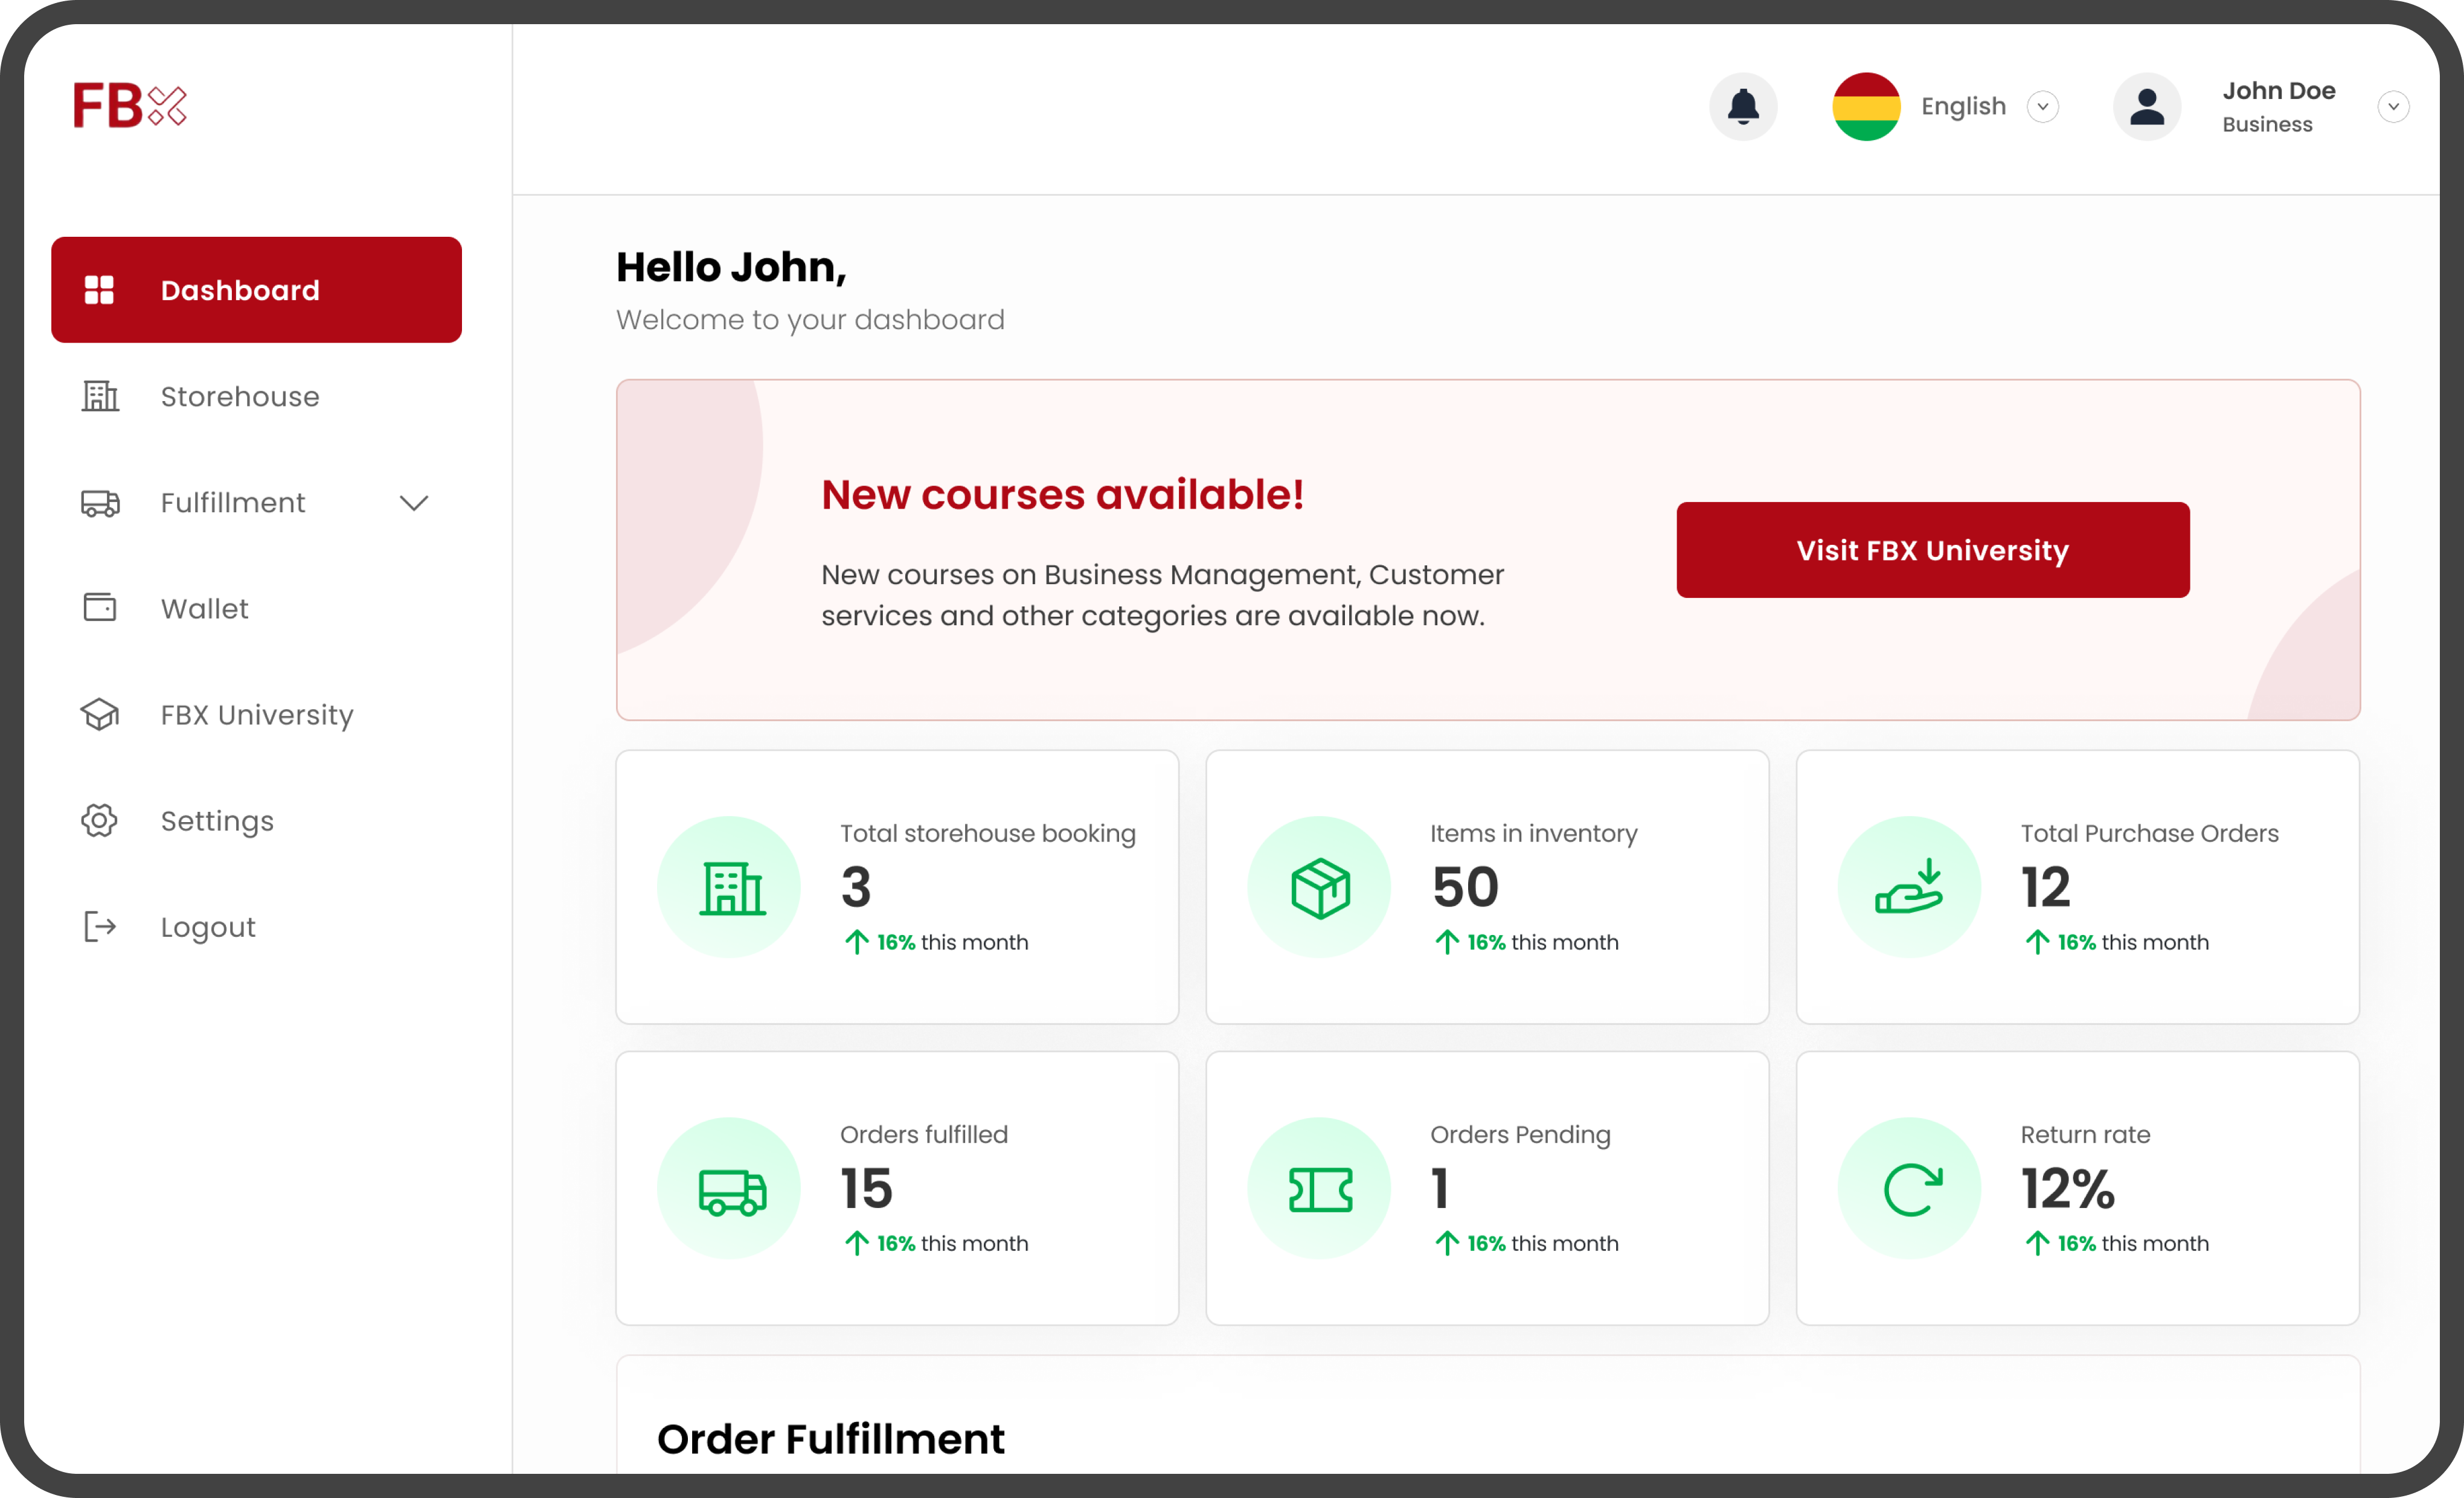 FBX
English
John Doe
Business
Dashboard
Storehouse
Fulfillment
Wallet
FBX University
Settings
Logout
Hello John,
Welcome to your dashboard
New courses available!
New courses on Business Management, Customer
services and other categories are available now.
Visit FBX University
Total storehouse booking
3
16% this month
Items in inventory
50
16% this month
Total Purchase Orders
12
16% this month
Orders fulfilled
15
16% this month
Orders Pending
1
16% this month
Return rate
12%
16% this month
Order Fulfillment